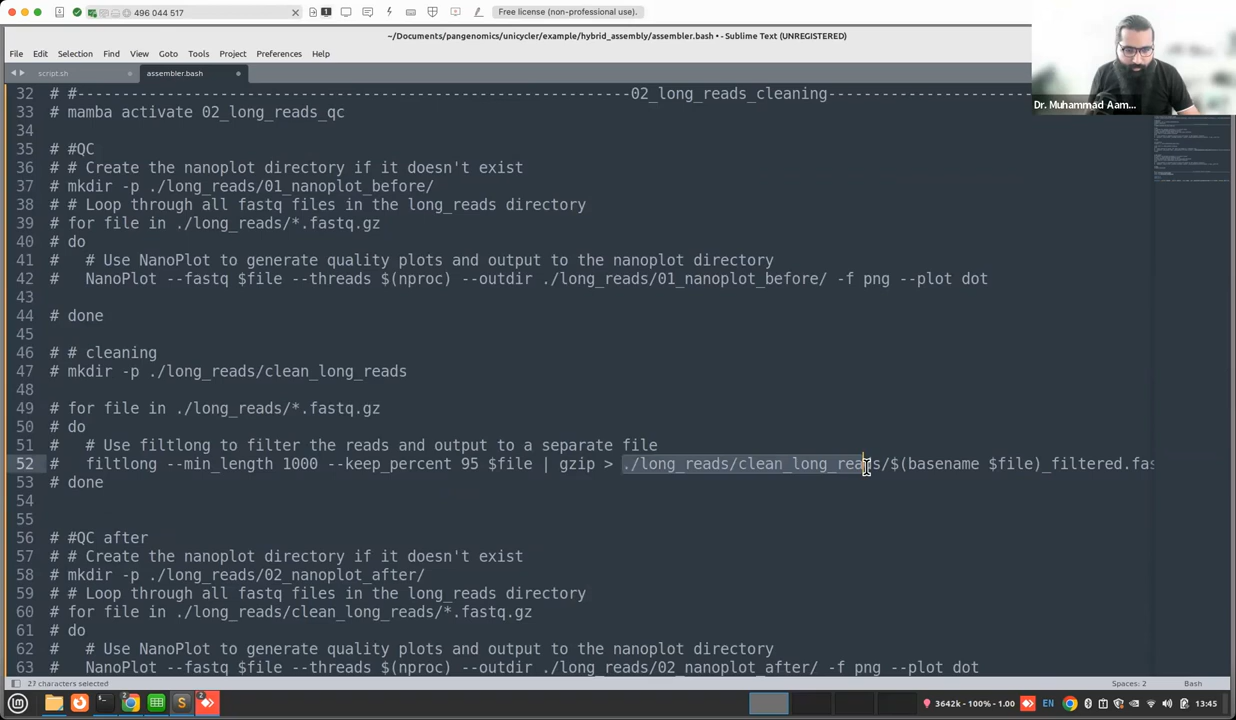 496 044 517
Free license (non-professional use).
~/Documents/pangenomics/unicycler/example/hybrid_assembly/assembler.bash • - Sublime Text (UNREGISTERED)
File Edit Selection Find View Goto Tools Project Preferences Help
script.sh assembler.bash
32 # #--------------------------------------------------------------02_long_reads_cleaning------------------------
33 # mamba activate 02_long_reads_qc
34
35 # #QC
36 # # Create the nanoplot directory if it doesn't exist
37 # mkdir -p ./long_reads/01_nanoplot_before/
38 # # Loop through all fastq files in the long_reads directory
39 # for file in ./long_reads/*.fastq.gz
40 # do
41 #   # Use NanoPlot to generate quality plots and output to the nanoplot directory
42 #   NanoPlot --fastq $file --threads $(nproc) --outdir ./long_reads/01_nanoplot_before/ -f png --plot dot
43
44 # done
45
46 # # cleaning
47 # mkdir -p ./long_reads/clean_long_reads
48
49 # for file in ./long_reads/*.fastq.gz
50 # do
51 #   # Use filtlong to filter the reads and output to a separate file
52 #   filtlong --min_length 1000 --keep_percent 95 $file | gzip > ./long_reads/clean_long_reads/$(basename $file)_filtered.fas
53 # done
54
55
56 # #QC after
57 # # Create the nanoplot directory if it doesn't exist
58 # mkdir -p ./long_reads/02_nanoplot_after/
59 # # Loop through all fastq files in the long_reads directory
60 # for file in ./long_reads/clean_long_reads/*.fastq.gz
61 # do
62 #   # Use NanoPlot to generate quality plots and output to the nanoplot directory
63 #   NanoPlot --fastq $file --threads $(nproc) --outdir ./long_reads/02_nanoplot_after/ -f png --plot dot
Dr. Muhammad Aam...
27 characters selected
Spaces: 2 Bash
3642k - 100% - 1.00 EN 13:45